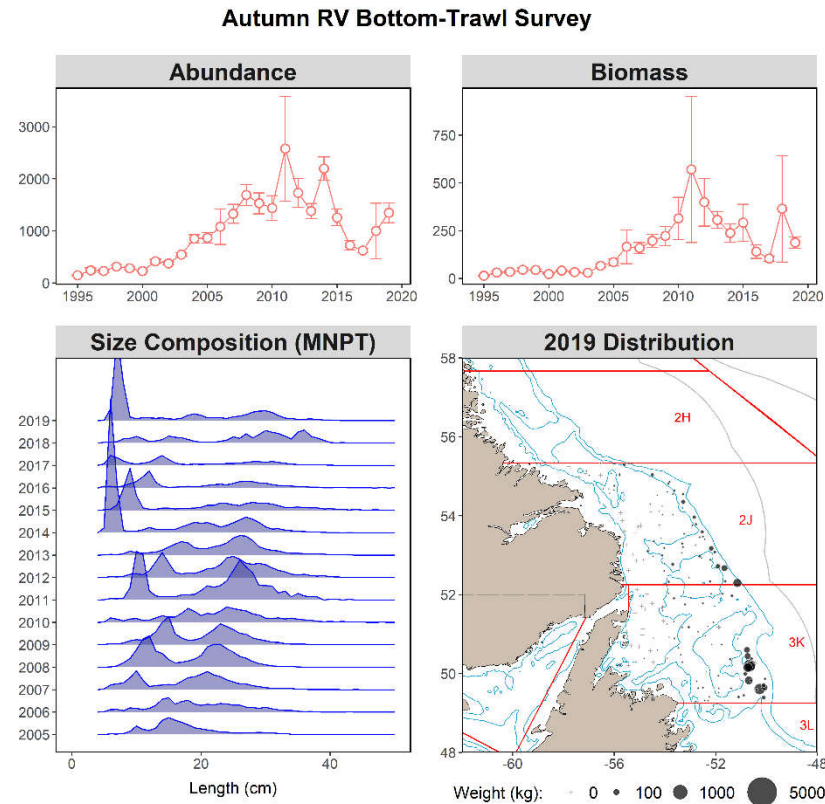 Autumn RV Bottom-Trawl Survey
Abundance
3000
2000
1000
0
1995 2000 2005 2010 2015 2020
Biomass
750
500
250
0
1995 2000 2005 2010 2015 2020
Size Composition (MNPT)
2019
2018
2017
2016
2015
2014
2013
2012
2011
2010
2009
2008
2007
2006
2005
0 20 40
Length (cm)
2019 Distribution
58
56
54
52
50
48
2H
2J
3K
3L
-60 -56 -52 -48
Weight (kg): 0 100 1000 5000